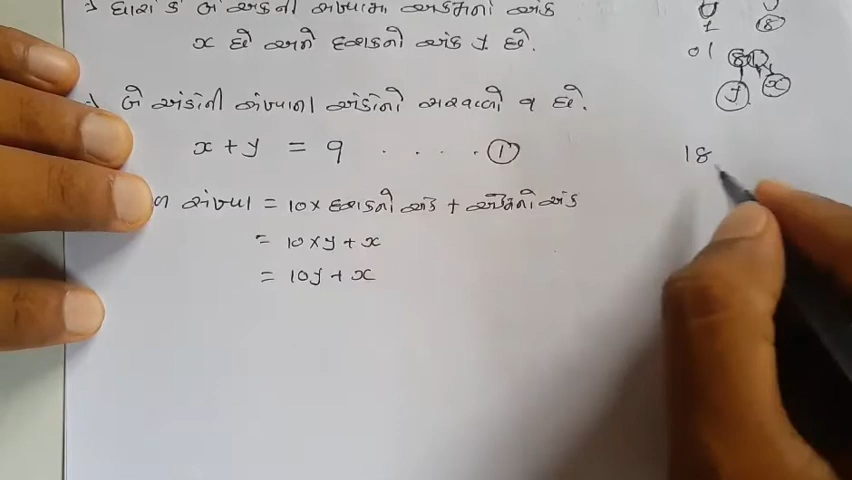 ધારો કે બે અંકની સંખ્યામાં એકમનો અંક
x છે અને દશકનો અંક y છે.
બે અંકોની સંખ્યાના અંકોનો સરવાળો 9 છે.
x + y = 9 . . . . ①
સંખ્યા = 10 × દશકનો અંક + એકમનો અંક
= 10 × y + x
= 10y + x
y x
18